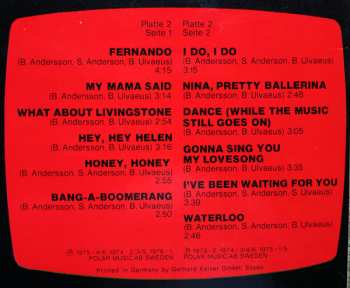 Platte 2
Seite 1
FERNANDO
(B. Andersson, S. Anderson, B. Ulvaeus)
4:15
MY MAMA SAID
(B. Andersson, B. Ulvaeus) 3:14
WHAT ABOUT LIVINGSTONE
(B. Andersson, B. Ulvaeus) 2:54
HEY, HEY HELEN
(B. Andersson, B. Ulvaeus) 3:16
HONEY, HONEY
(B. Andersson, S. Anderson, B. Ulvaeus)
2:55
BANG-A-BOOMERANG
(B. Andersson, S. Anderson, B. Ulvaeus)
2:50
POLAR MUSIC AB SWEDEN
Platte 2
Seite 2
I DO, I DO
(B. Andersson, S. Anderson, B. Ulvaeus)
3:15
NINA, PRETTY BALLERINA
(B. Andersson, B. Ulvaeus) 2:48
DANCE (WHILE THE MUSIC
STILL GOES ON)
(B. Andersson, B. Ulvaeus) 3:05
GONNA SING YOU
MY LOVESONG
(B. Andersson, B. Ulvaeus) 3:35
I'VE BEEN WAITING FOR YOU
(B. Andersson, S. Anderson, B. Ulvaeus)
3:39
WATERLOO
(B. Andersson, S. Anderson, B. Ulvaeus)
2:46
POLAR MUSIC AB SWEDEN
Printed in Germany by Gerhard Kaiser GmbH, Essen